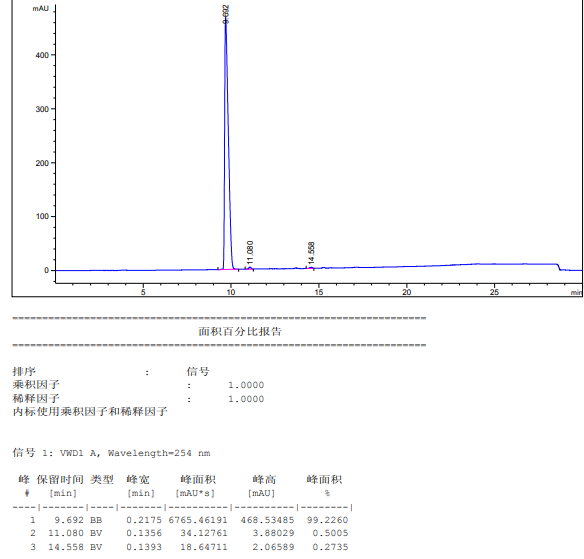 mAU
9.692
400
300
200
100
0
11.080
14.558
5 10 15 20 25 min
=====================================================================
面积百分比报告
=====================================================================
排序 : 信号
乘积因子 : 1.0000
稀释因子 : 1.0000
内标使用乘积因子和稀释因子
信号 1: VWD1 A, Wavelength=254 nm
峰 保留时间 类型 峰宽 峰面积 峰高 峰面积
# [min] [min] [mAU*s] [mAU] %
----|-------|----|-------|----------|----------|--------|
1 9.692 BB 0.2175 6765.46191 468.53485 99.2260
2 11.080 BV 0.1356 34.12761 3.88029 0.5005
3 14.558 BV 0.1393 18.64711 2.06589 0.2735